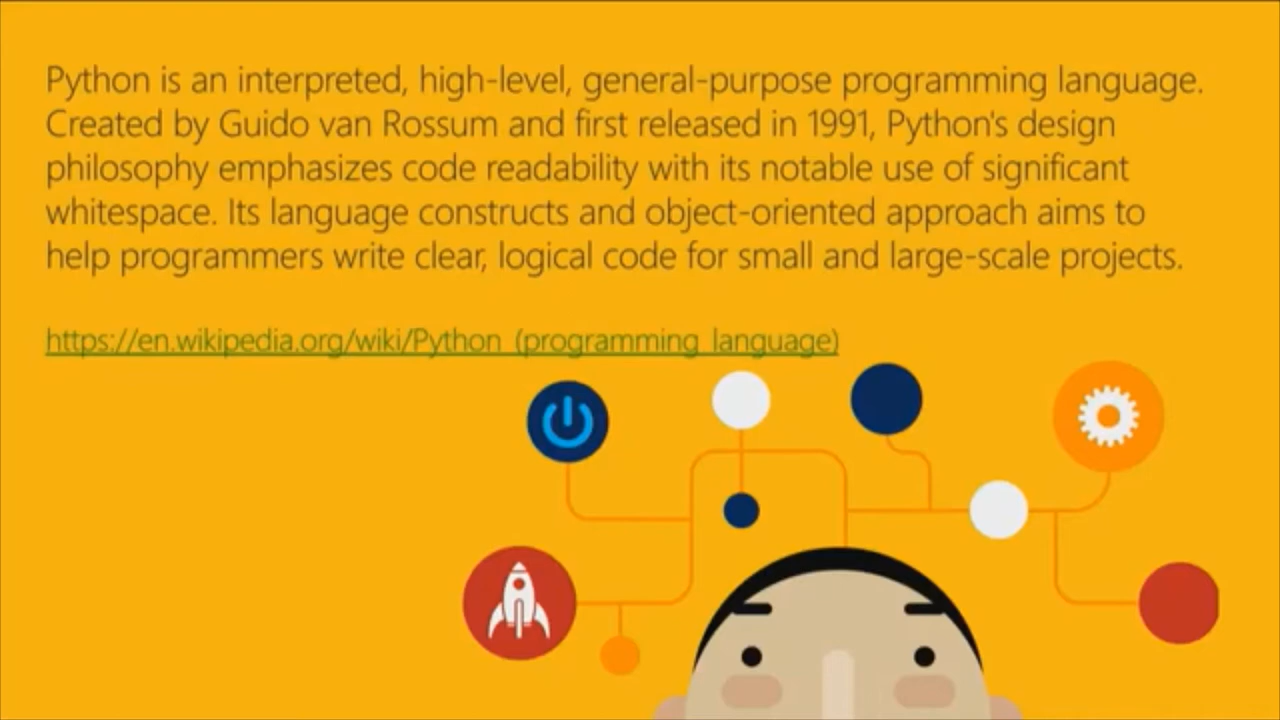 Python is an interpreted, high-level, general-purpose programming language.
Created by Guido van Rossum and first released in 1991, Python's design
philosophy emphasizes code readability with its notable use of significant
whitespace. Its language constructs and object-oriented approach aims to
help programmers write clear, logical code for small and large-scale projects.
https://en.wikipedia.org/wiki/Python_(programming_language)